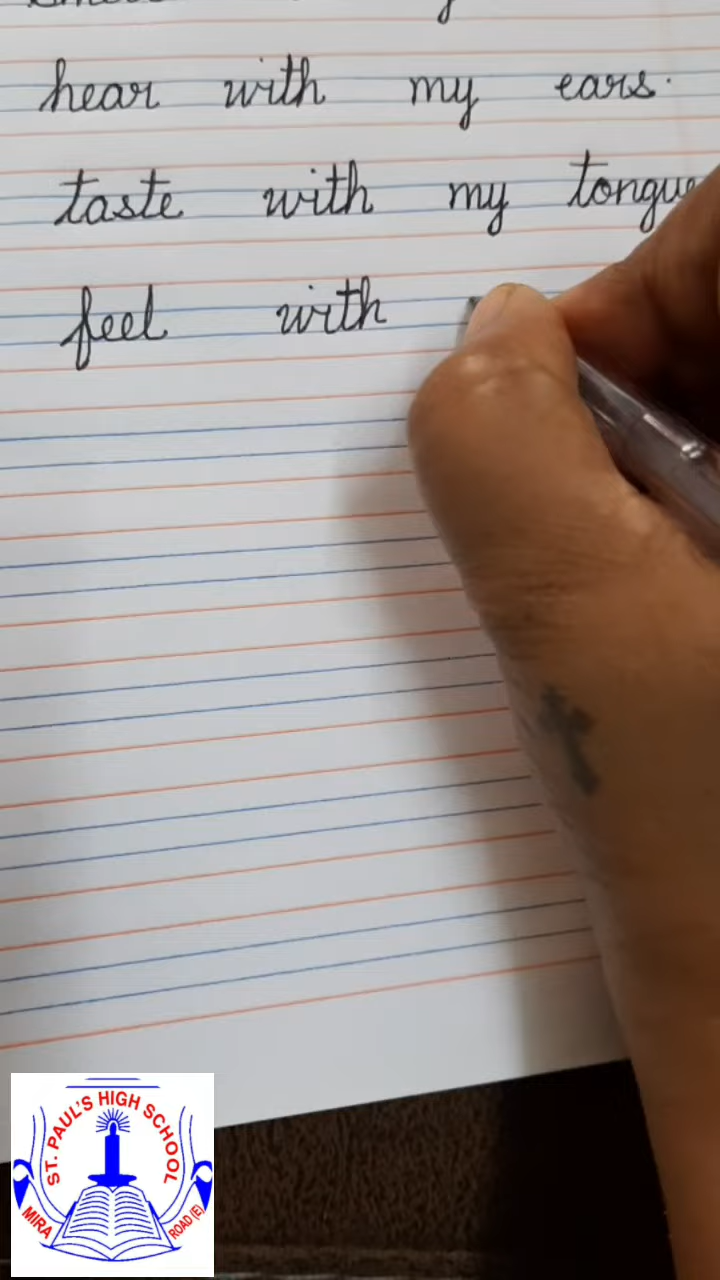 hear with my ears.
taste with my tongue
feel with
ST. PAUL'S HIGH SCHOOL
MIRA ROAD (E)